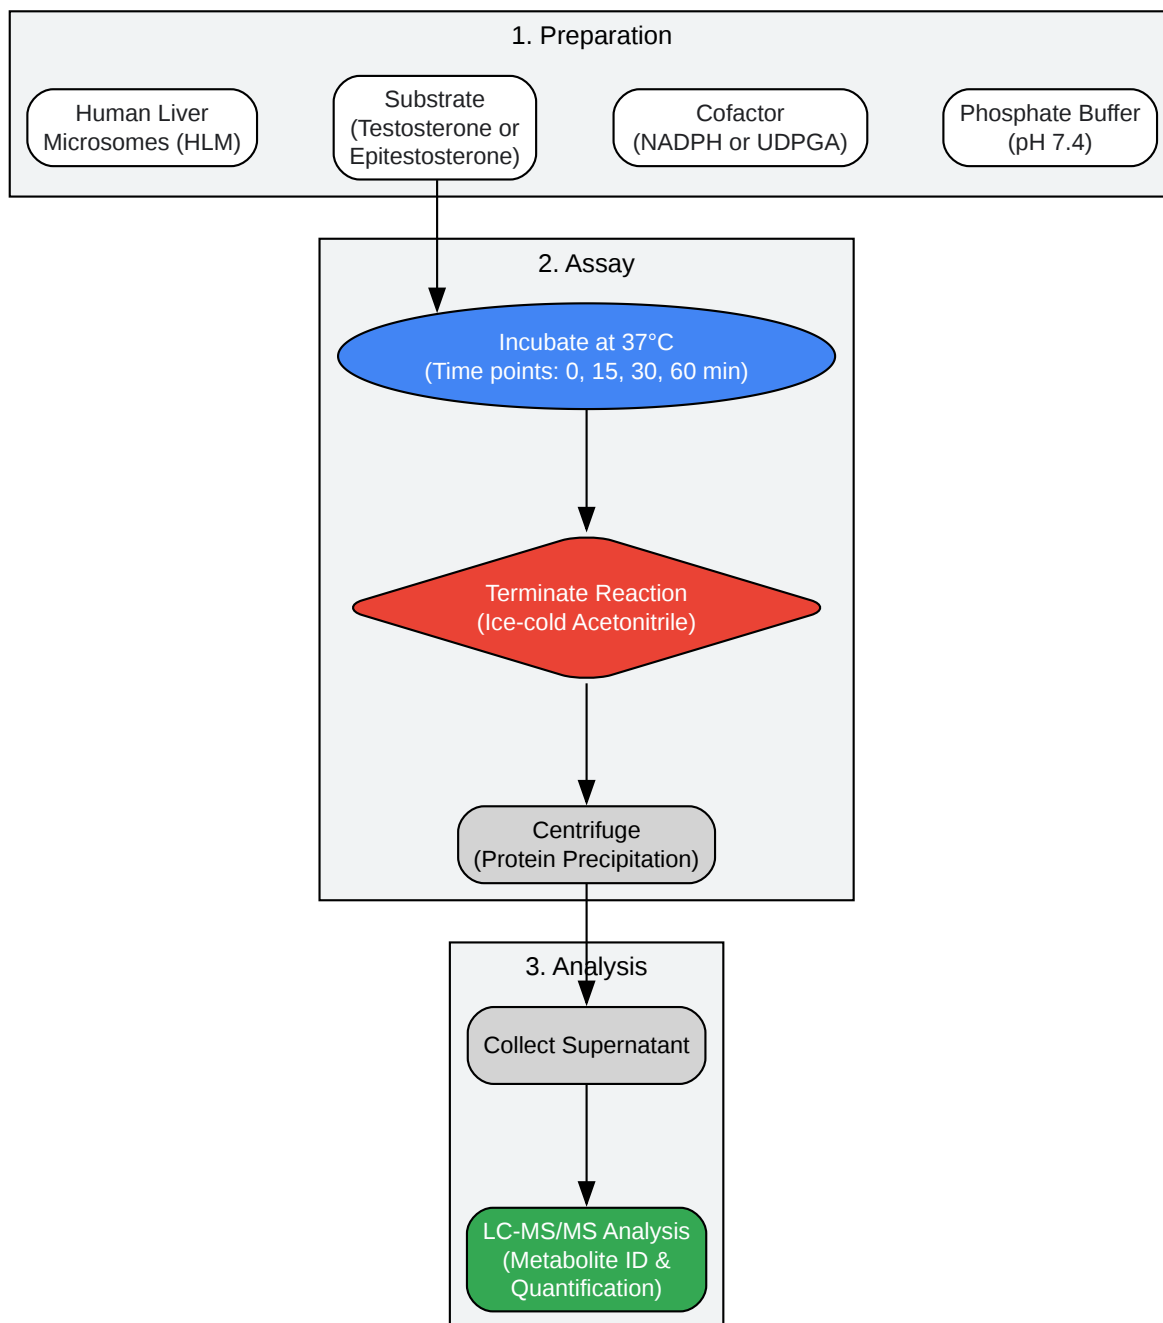 1. Preparation
Human Liver
Microsomes (HLM)
Substrate
(Testosterone or
Epitestosterone)
Cofactor
(NADPH or UDPGA)
Phosphate Buffer
(pH 7.4)
2. Assay
Incubate at 37°C
(Time points: 0, 15, 30, 60 min)
Terminate Reaction
(Ice-cold Acetonitrile)
Centrifuge
(Protein Precipitation)
3. Analysis
Collect Supernatant
LC-MS/MS Analysis
(Metabolite ID &
Quantification)